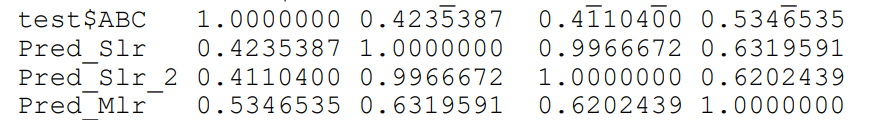 test$ABC 1.0000000 0.4235387 0.4110400 0.5346535
Pred_Slr 0.4235387 1.0000000 0.9966672 0.6319591
Pred_Slr_2 0.4110400 0.9966672 1.0000000 0.6202439
Pred_Mlr 0.5346535 0.6319591 0.6202439 1.0000000